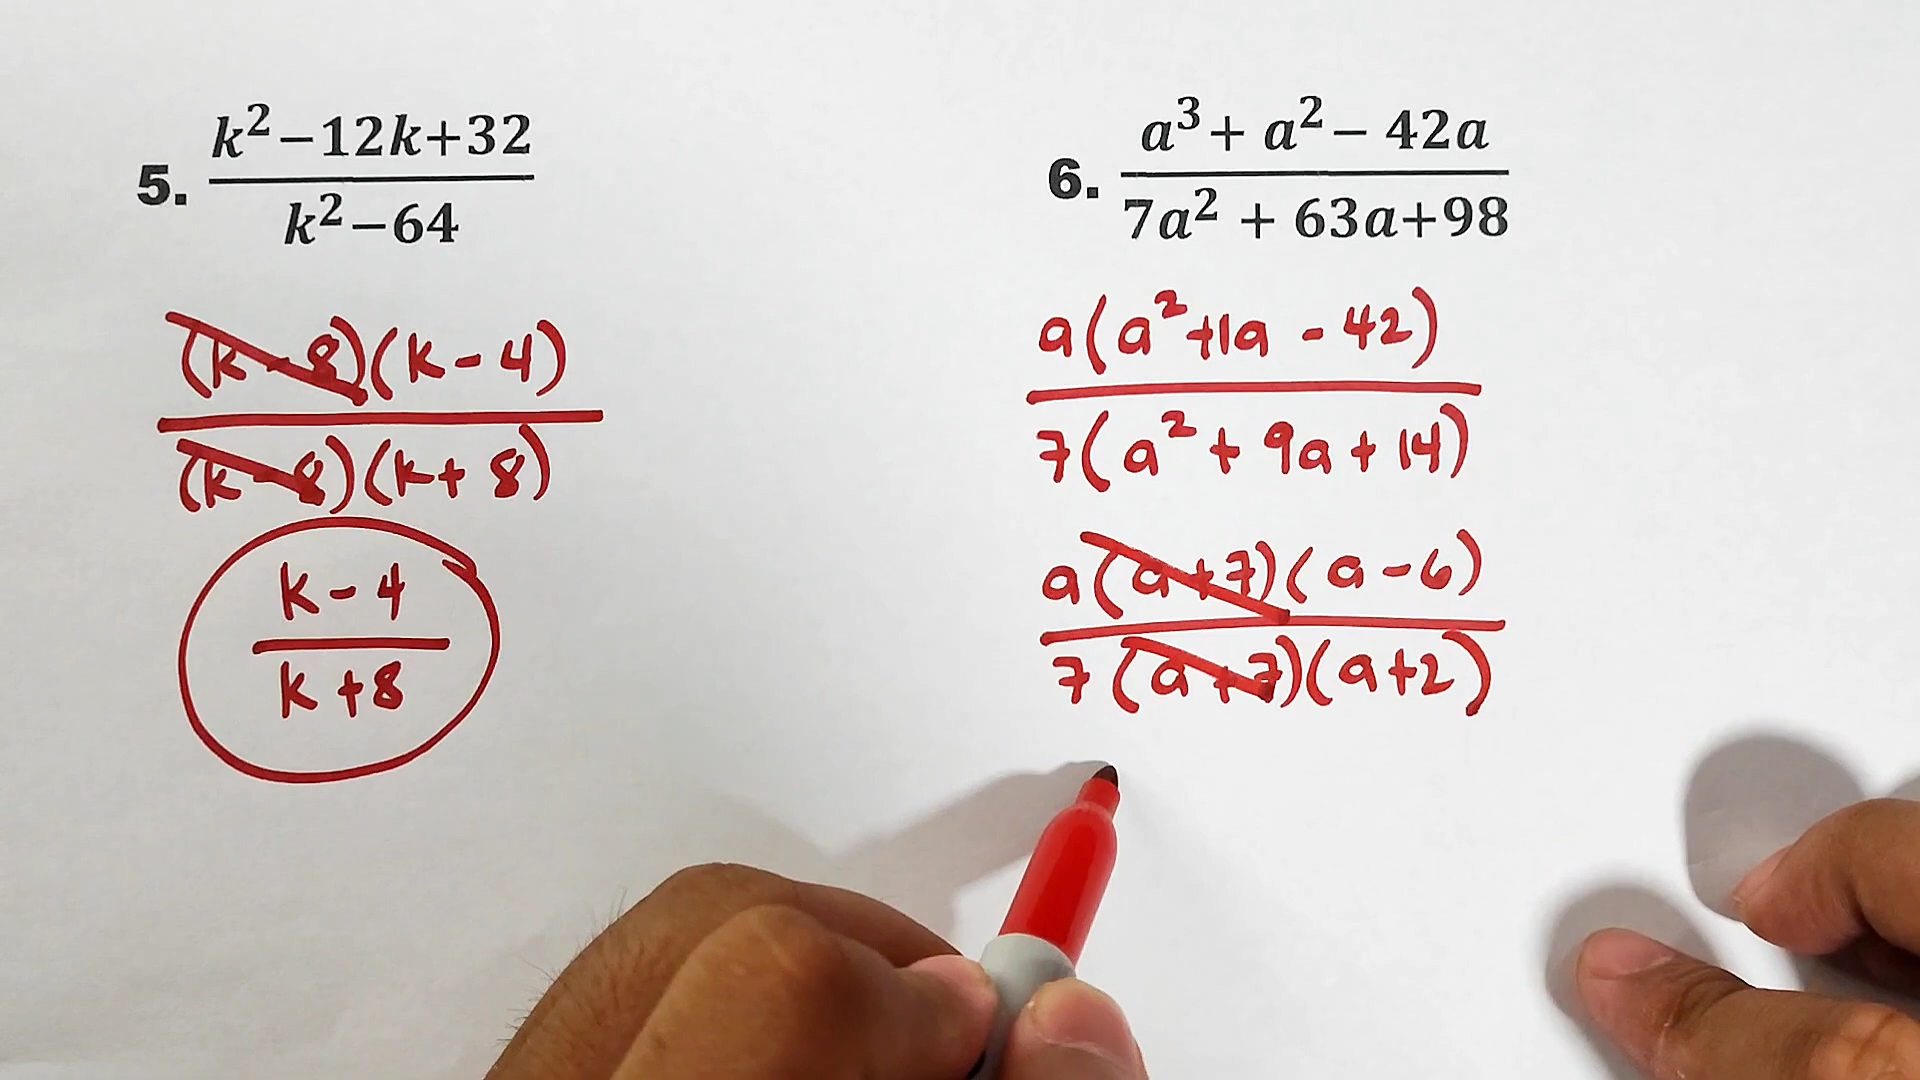 5. k²−12k+32
k²−64
(k-8)(k-4)
(k-8)(k+8)
k-4
k+8
6. a³+ a²− 42a
7a² + 63a+98
a(a²+1a-42)
7(a²+9a+14)
a(a+7)(a-6)
7(a+7)(a+2)